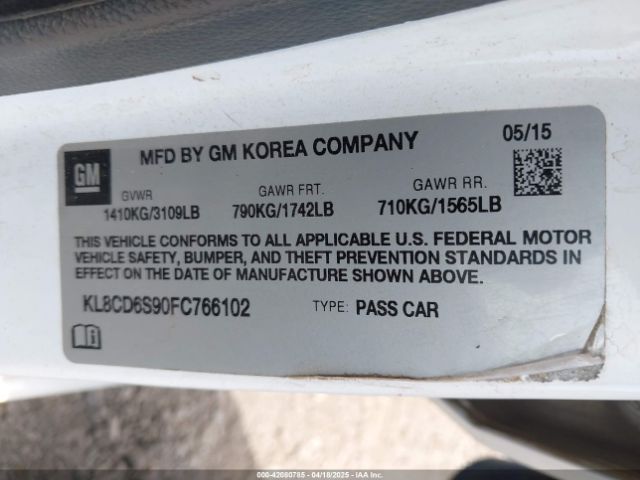 MFD BY GM KOREA COMPANY
05/15
GM
GVWR GAWR FRT. GAWR RR.
1410KG/3109LB 790KG/1742LB 710KG/1565LB
THIS VEHICLE CONFORMS TO ALL APPLICABLE U.S. FEDERAL MOTOR
VEHICLE SAFETY, BUMPER, AND THEFT PREVENTION STANDARDS IN
EFFECT ON THE DATE OF MANUFACTURE SHOWN ABOVE.
KL8CD6S90FC766102 TYPE: PASS CAR
000-42080785 - 04/18/2025 - IAA Inc.